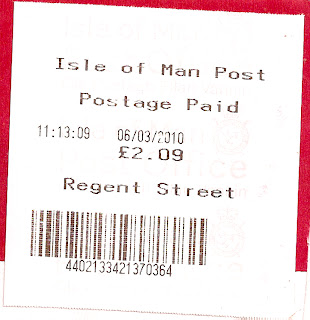 Isle of Man Post
Postage Paid
11:13:09 06/03/2010
£2.09
Regent Street
4402133421370364